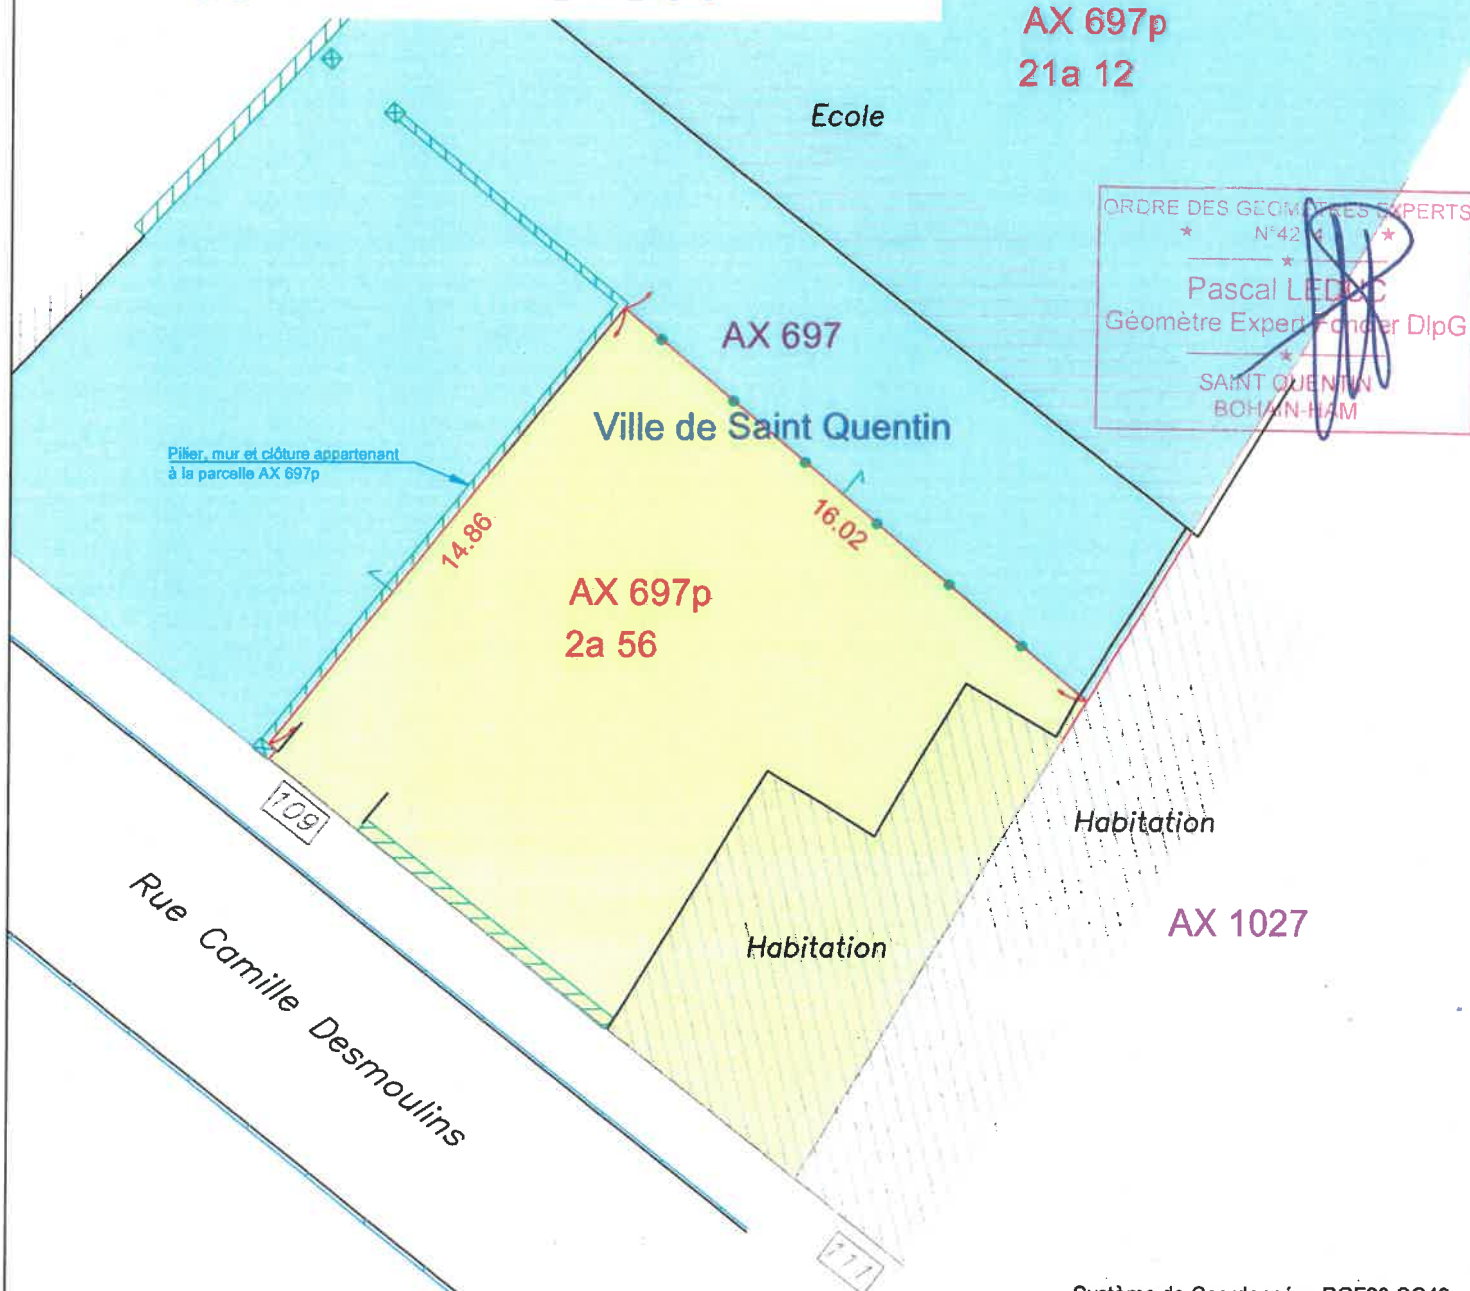 AX 697p
21a 12
Ecole
ORDRE DES GEOMETRES EXPERTS
Pascal LEDUC
Géomètre Expert Foncier DlpG
SAINT QUENTIN
BOHAIN-HAM
AX 697
Ville de Saint Quentin
Pilier, mur et clôture appartenant
à la parcelle AX 697p
14.86
16.02
AX 697p
2a 56
109
Habitation
Habitation
AX 1027
Rue Camille Desmoulins
111